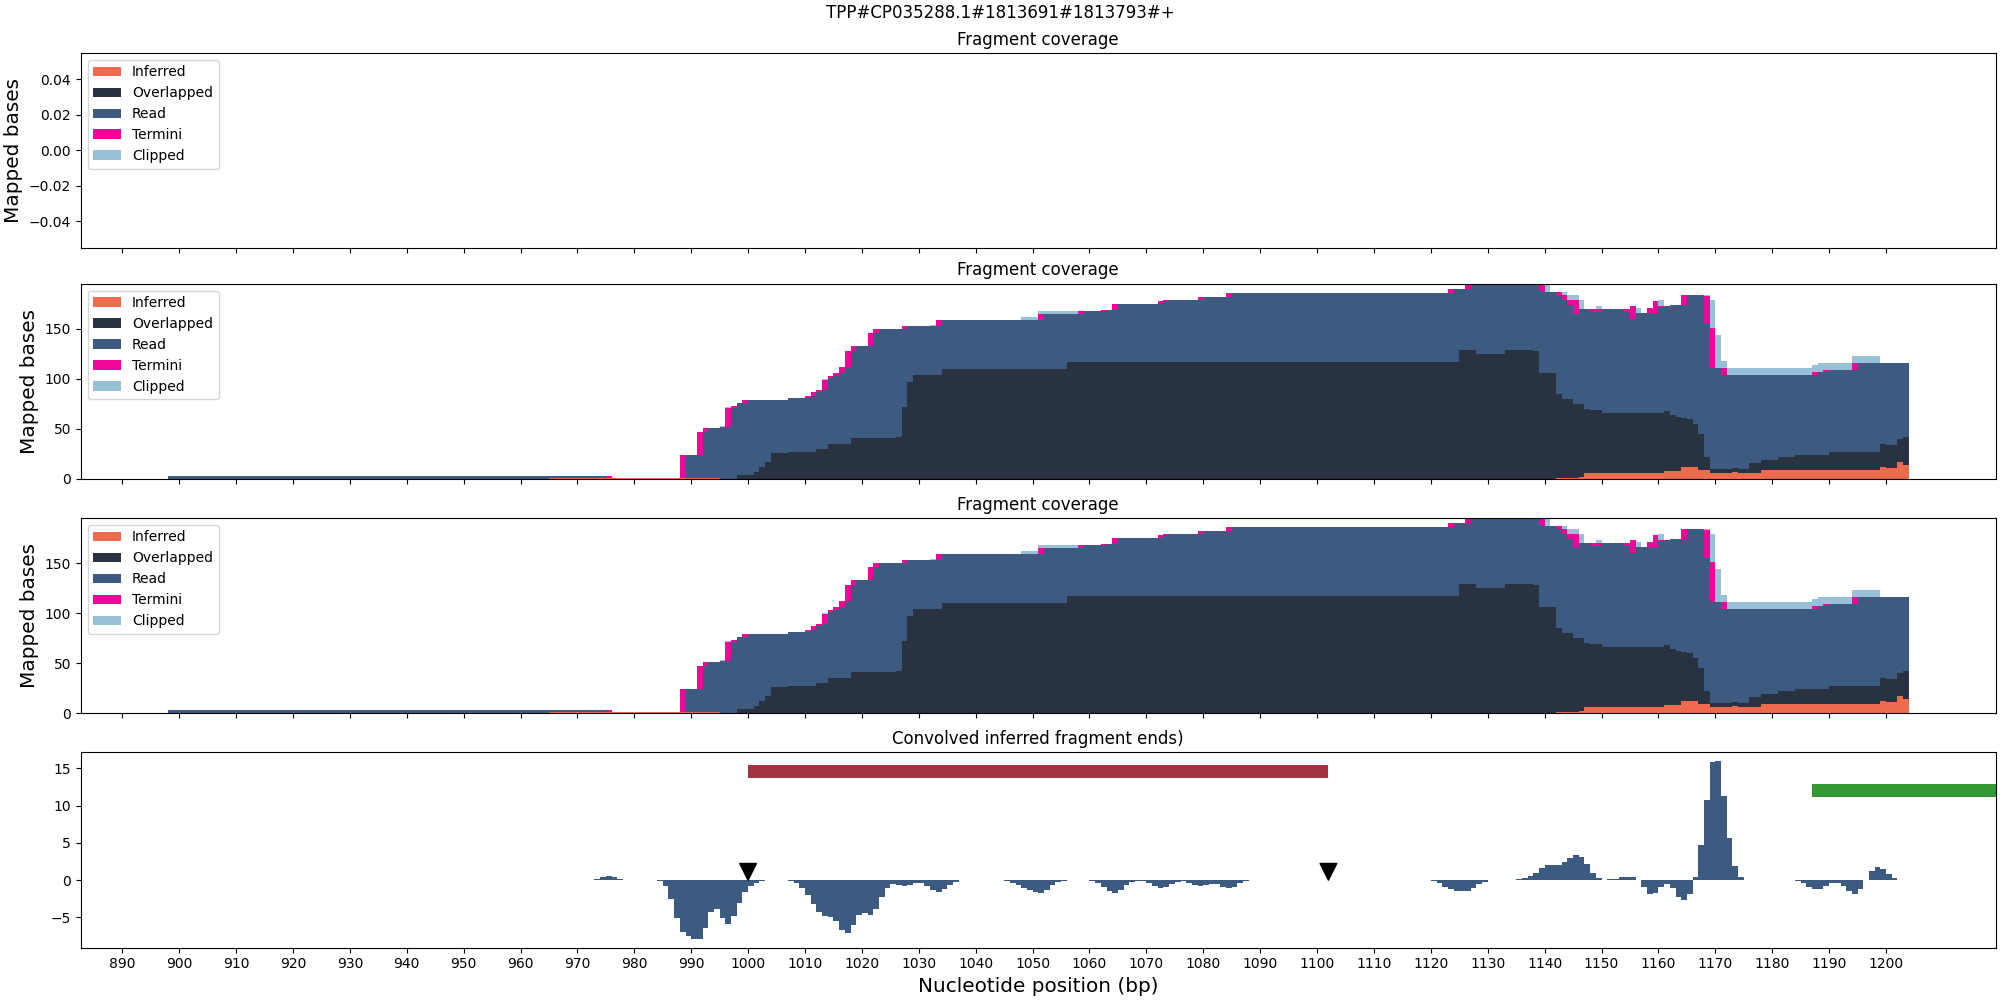 TPP#CP035288.1#1813691#1813793#+
Fragment coverage
Mapped bases
0.04
0.02
0.00
−0.02
−0.04
Inferred
Overlapped
Read
Termini
Clipped
Fragment coverage
Mapped bases
150
100
50
0
Inferred
Overlapped
Read
Termini
Clipped
Fragment coverage
Mapped bases
150
100
50
0
Inferred
Overlapped
Read
Termini
Clipped
Convolved inferred fragment ends)
15
10
5
0
−5
890 900 910 920 930 940 950 960 970 980 990 1000 1010 1020 1030 1040 1050 1060 1070 1080 1090 1100 1110 1120 1130 1140 1150 1160 1170 1180 1190 1200
Nucleotide position (bp)